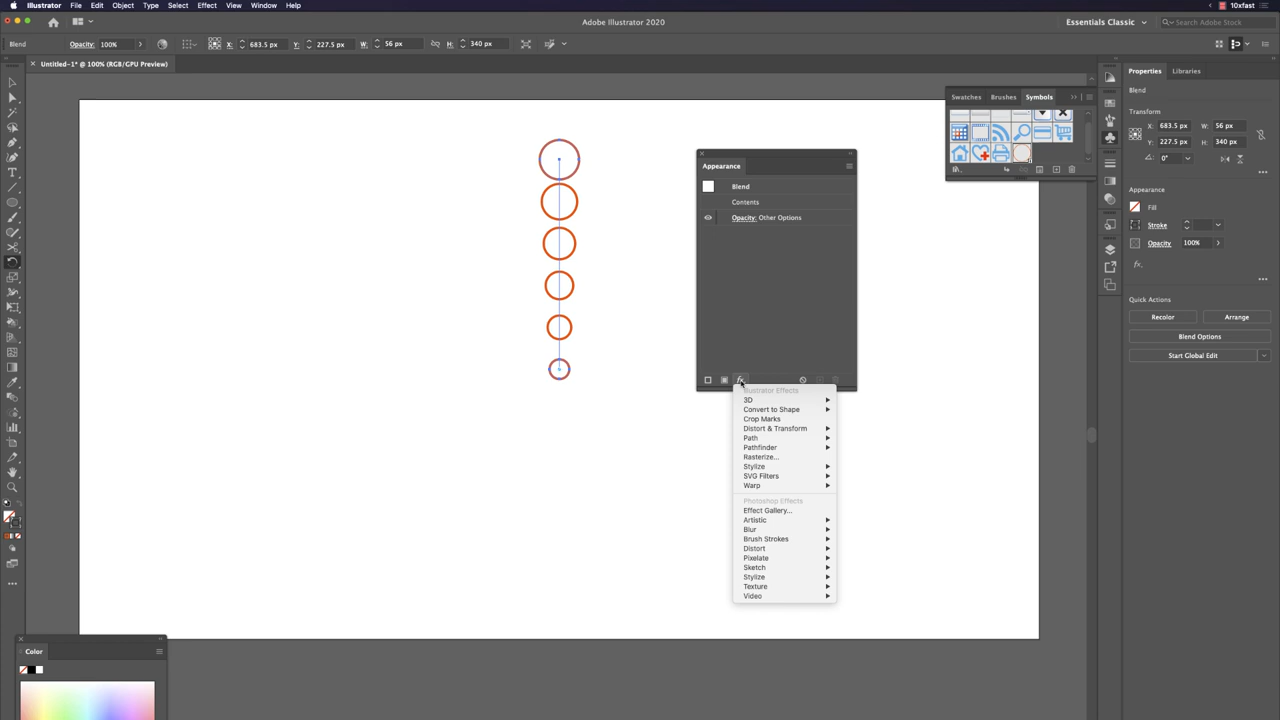 Illustrator File Edit Object Type Select Effect View Window Help 10xfast
Adobe Illustrator 2020 Essentials Classic Search Adobe Stock
Blend Opacity: 100% X: 683.5 px Y: 227.5 px W: 56 px H: 340 px
Untitled-1* @ 100% (RGB/GPU Preview)
Swatches Brushes Symbols
Properties Libraries
Blend
Transform
X: 683.5 px W: 56 px
Y: 227.5 px H: 340 px
0°
Appearance
Fill
Stroke
Opacity 100%
fx.
Quick Actions
Recolor Arrange
Blend Options
Start Global Edit
Appearance
Blend
Contents
Opacity: Other Options
fx
Illustrator Effects
3D
Convert to Shape
Crop Marks
Distort & Transform
Path
Pathfinder
Rasterize...
Stylize
SVG Filters
Warp
Photoshop Effects
Effect Gallery...
Artistic
Blur
Brush Strokes
Distort
Pixelate
Sketch
Stylize
Texture
Video
Color